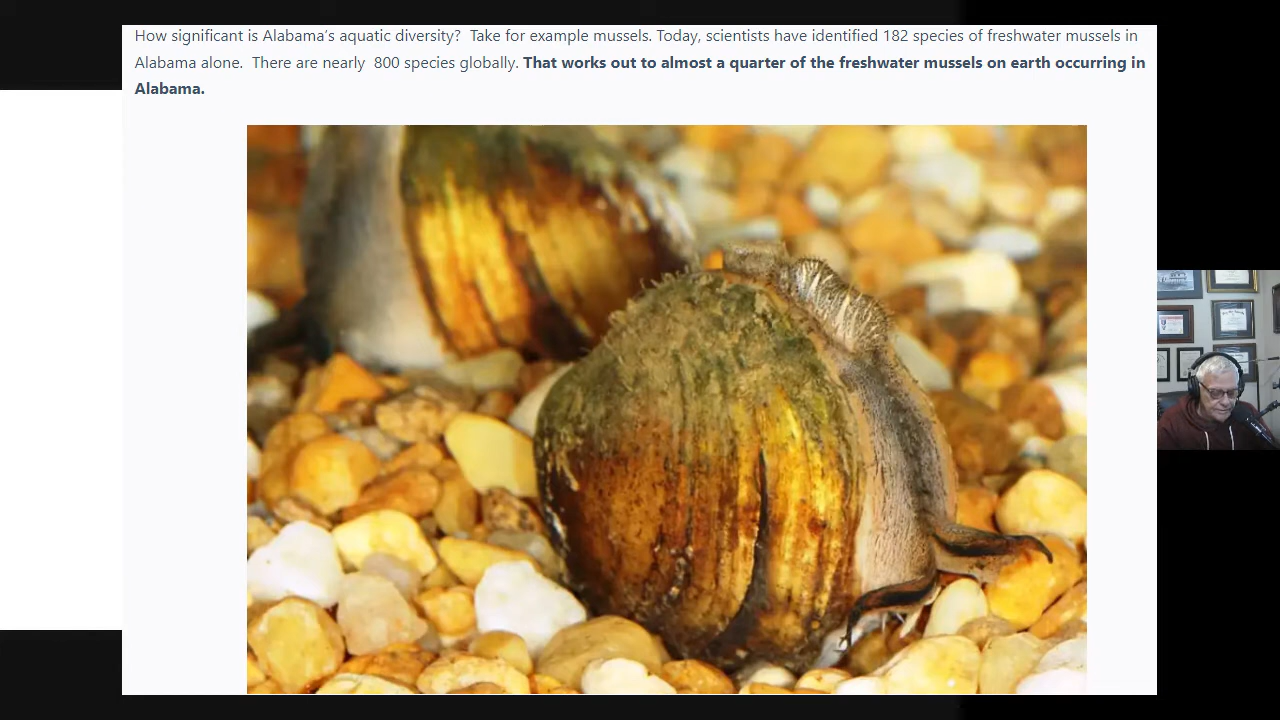 How significant is Alabama's aquatic diversity?  Take for example mussels. Today, scientists have identified 182 species of freshwater mussels in
Alabama alone.  There are nearly  800 species globally. That works out to almost a quarter of the freshwater mussels on earth occurring in
Alabama.